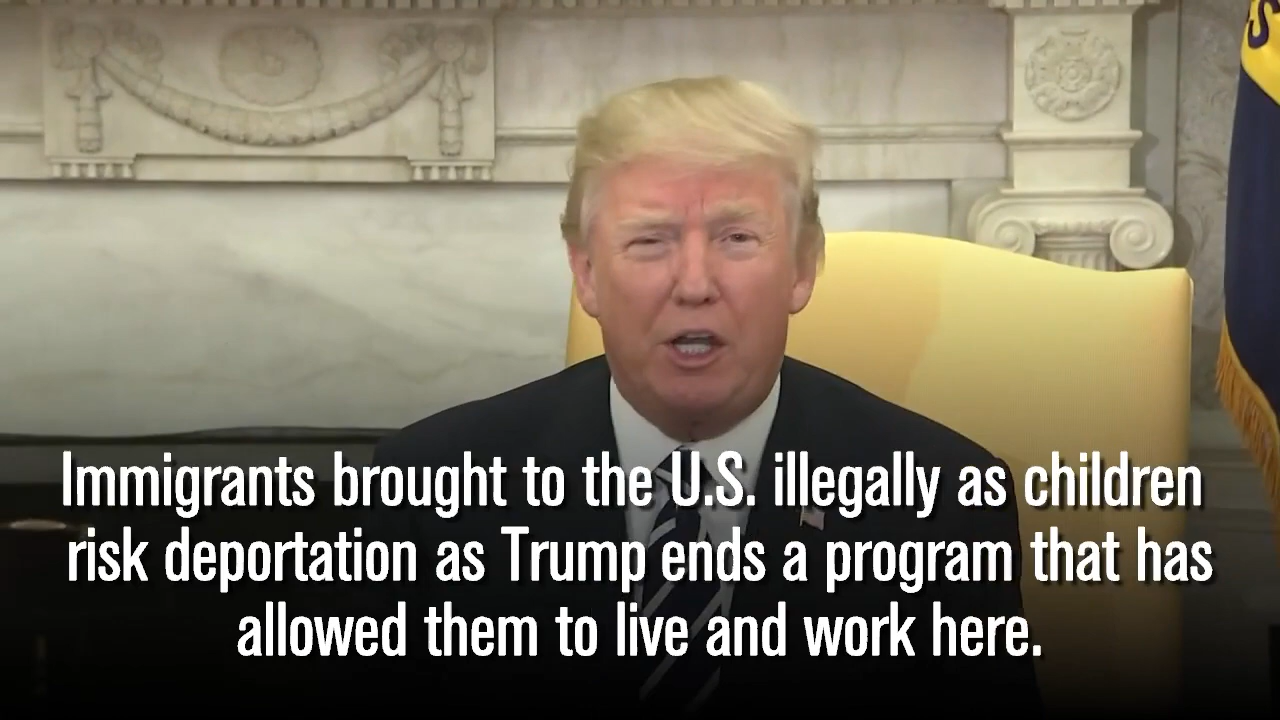 Immigrants brought to the U.S. illegally as children
risk deportation as Trump ends a program that has
allowed them to live and work here.